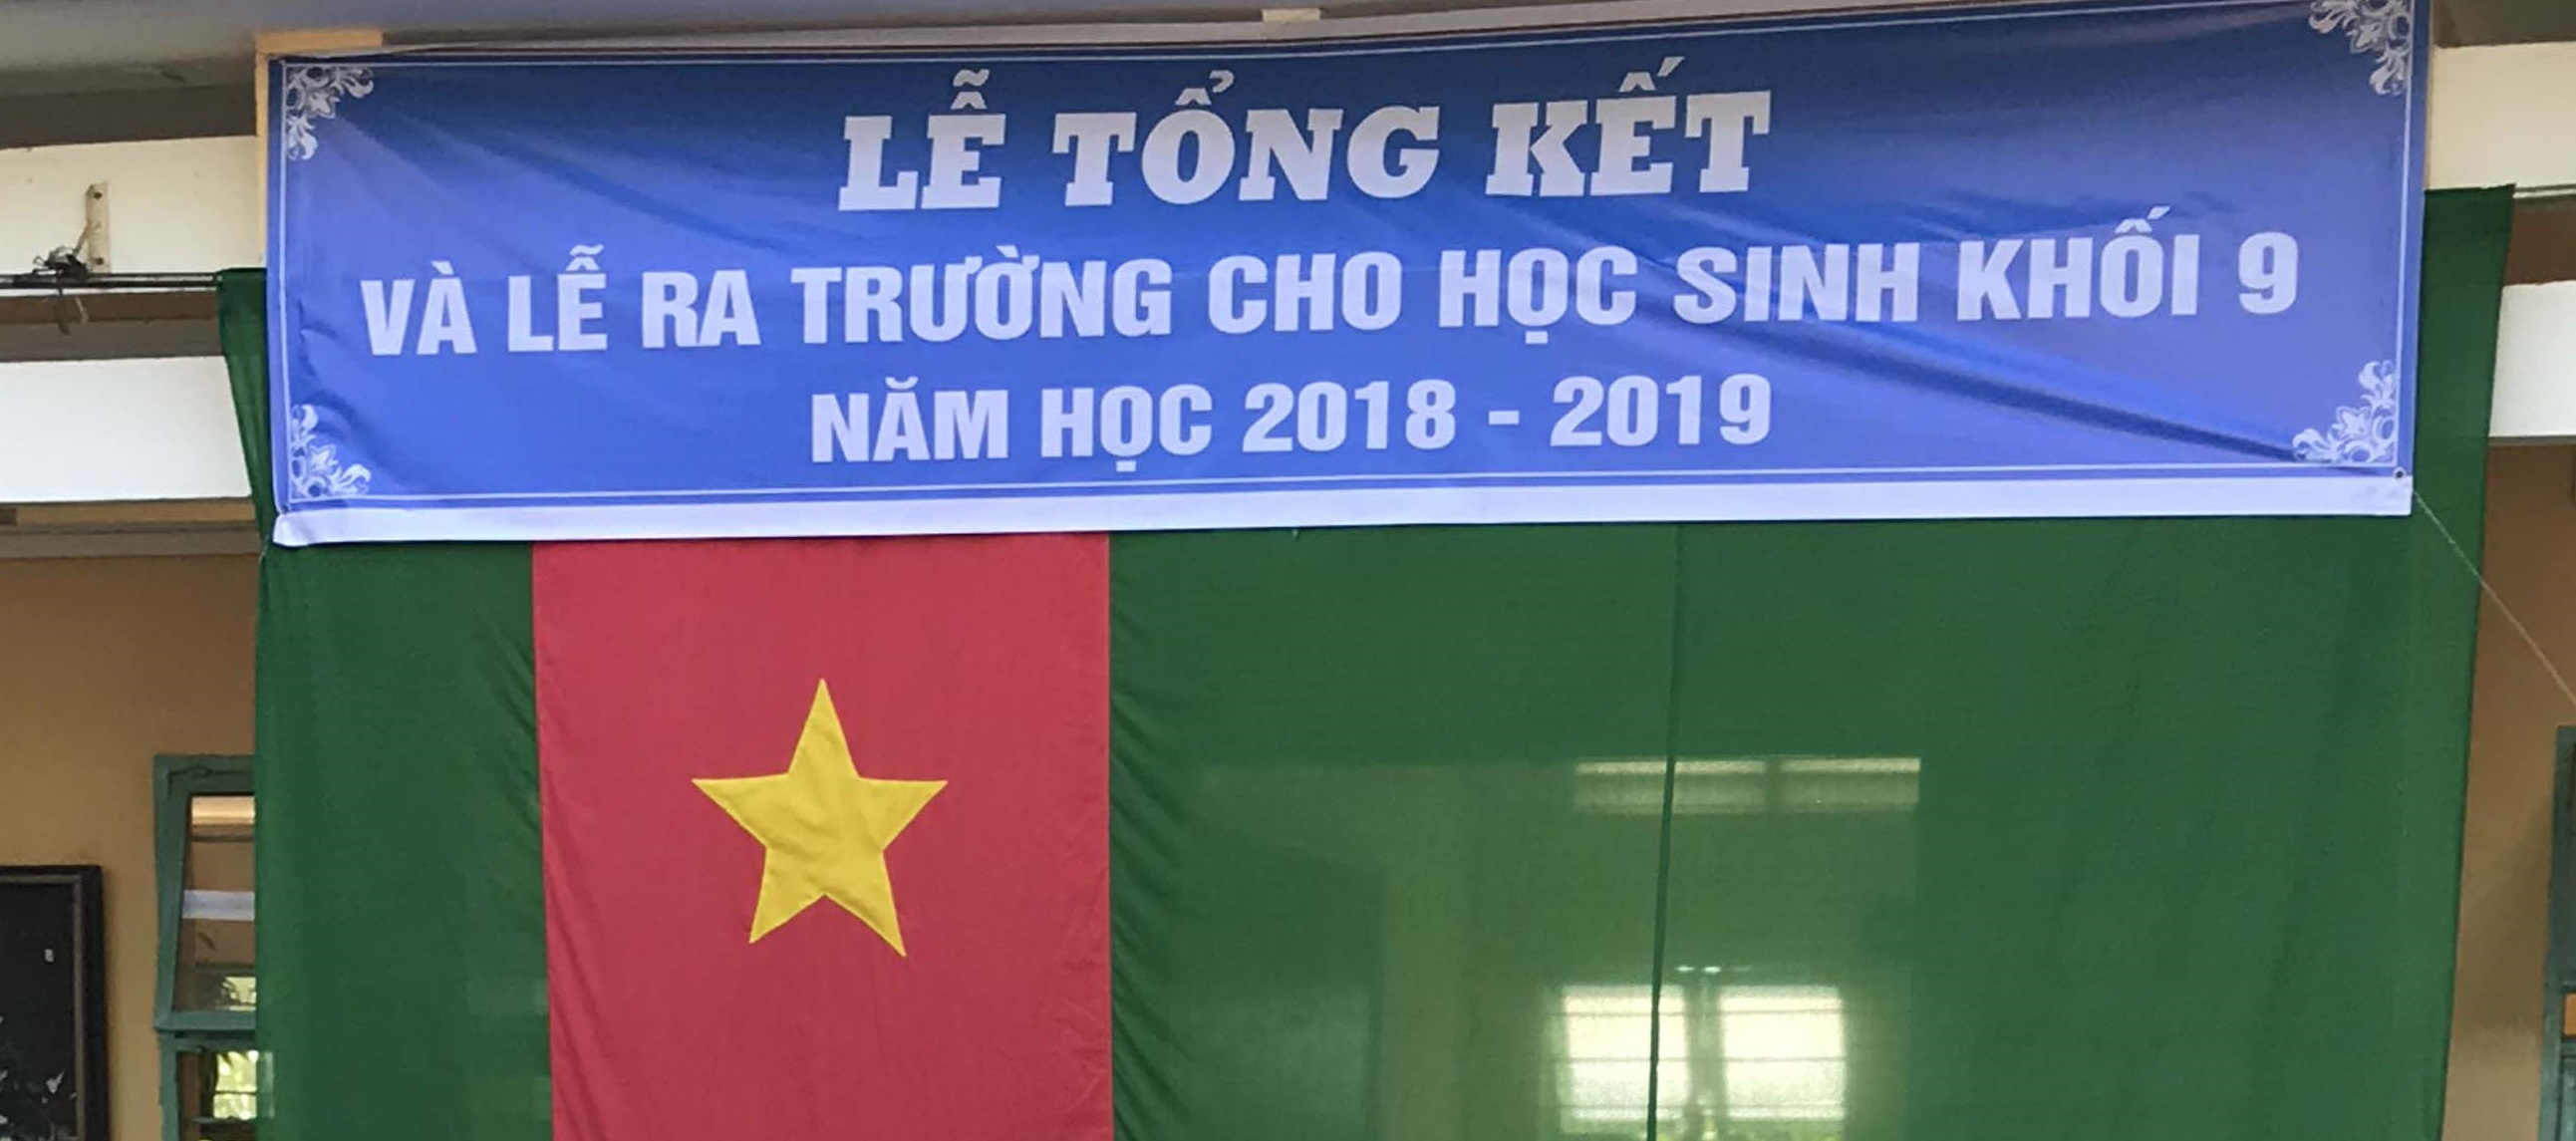 LỄ TỔNG KẾT
VÀ LỄ RA TRƯỜNG CHO HỌC SINH KHỐI 9
NĂM HỌC 2018 - 2019